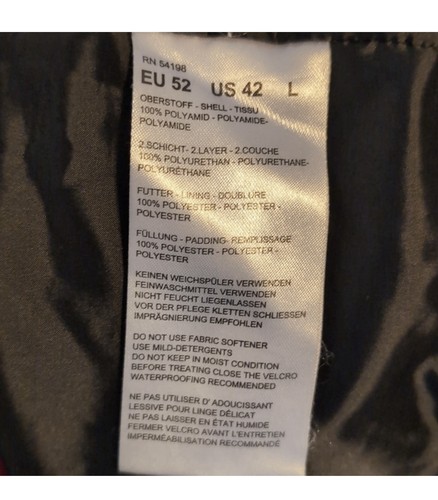 RN 54198
EU 52 US 42 L
OBERSTOFF - SHELL - TISSU
100% POLYAMID - POLYAMIDE-
POLYAMIDE
2.SCHICHT- 2.LAYER - 2.COUCHE
100% POLYURETHAN - POLYURETHANE-
POLYURÉTHANE
FUTTER - LINING - DOUBLURE
100% POLYESTER - POLYESTER -
POLYESTER
FÜLLUNG - PADDING- REMPLISSAGE
100% POLYESTER - POLYESTER -
POLYESTER
KEINEN WEICHSPÜLER VERWENDEN
FEINWASCHMITTEL VERWENDEN
NICHT FEUCHT LIEGENLASSEN
VOR DER PFLEGE KLETTEN SCHLIESSEN
IMPRÄGNIERUNG EMPFOHLEN
DO NOT USE FABRIC SOFTENER
USE MILD-DETERGENTS
DO NOT KEEP IN MOIST CONDITION
BEFORE TREATING CLOSE THE VELCRO
WATERPROOFING RECOMMENDED
NE PAS UTILISER D' ADOUCISSANT
LESSIVE POUR LINGE DÉLICAT
NE PAS LAISSER EN ÉTAT HUMIDE
FERMER VELCRO AVANT L'ENTRETIEN
IMPERMÉABILISATION RECOMMANDÉ